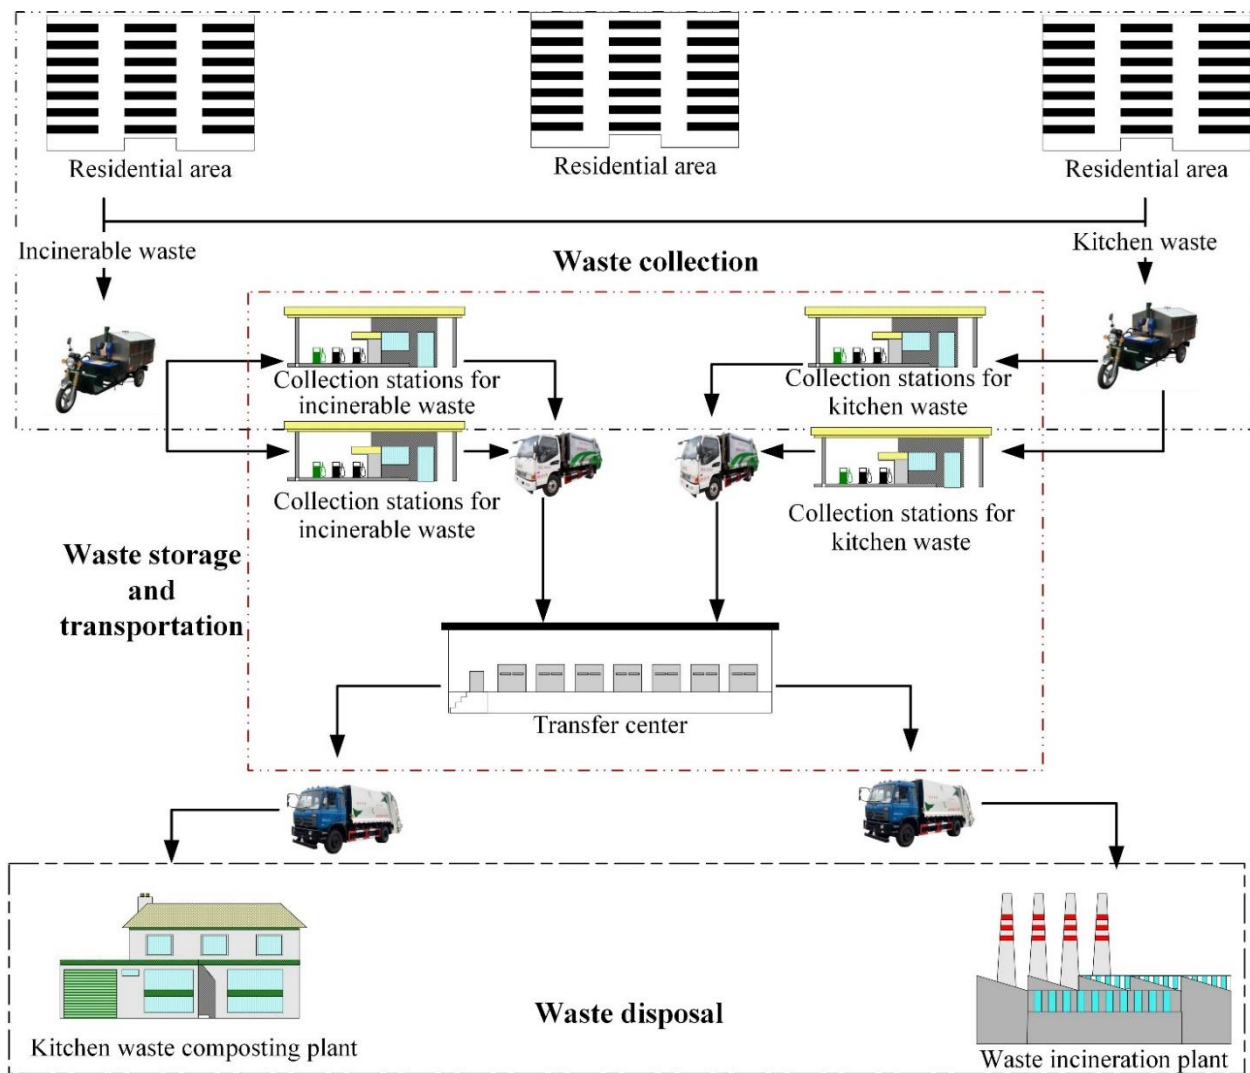 Residential area
Residential area
Residential area
Incinerable waste
Kitchen waste
Waste collection
Collection stations for
incinerable waste
Collection stations for
kitchen waste
Collection stations for
incinerable waste
Collection stations for
kitchen waste
Waste storage
and
transportation
Transfer center
Waste disposal
Kitchen waste composting plant
Waste incineration plant